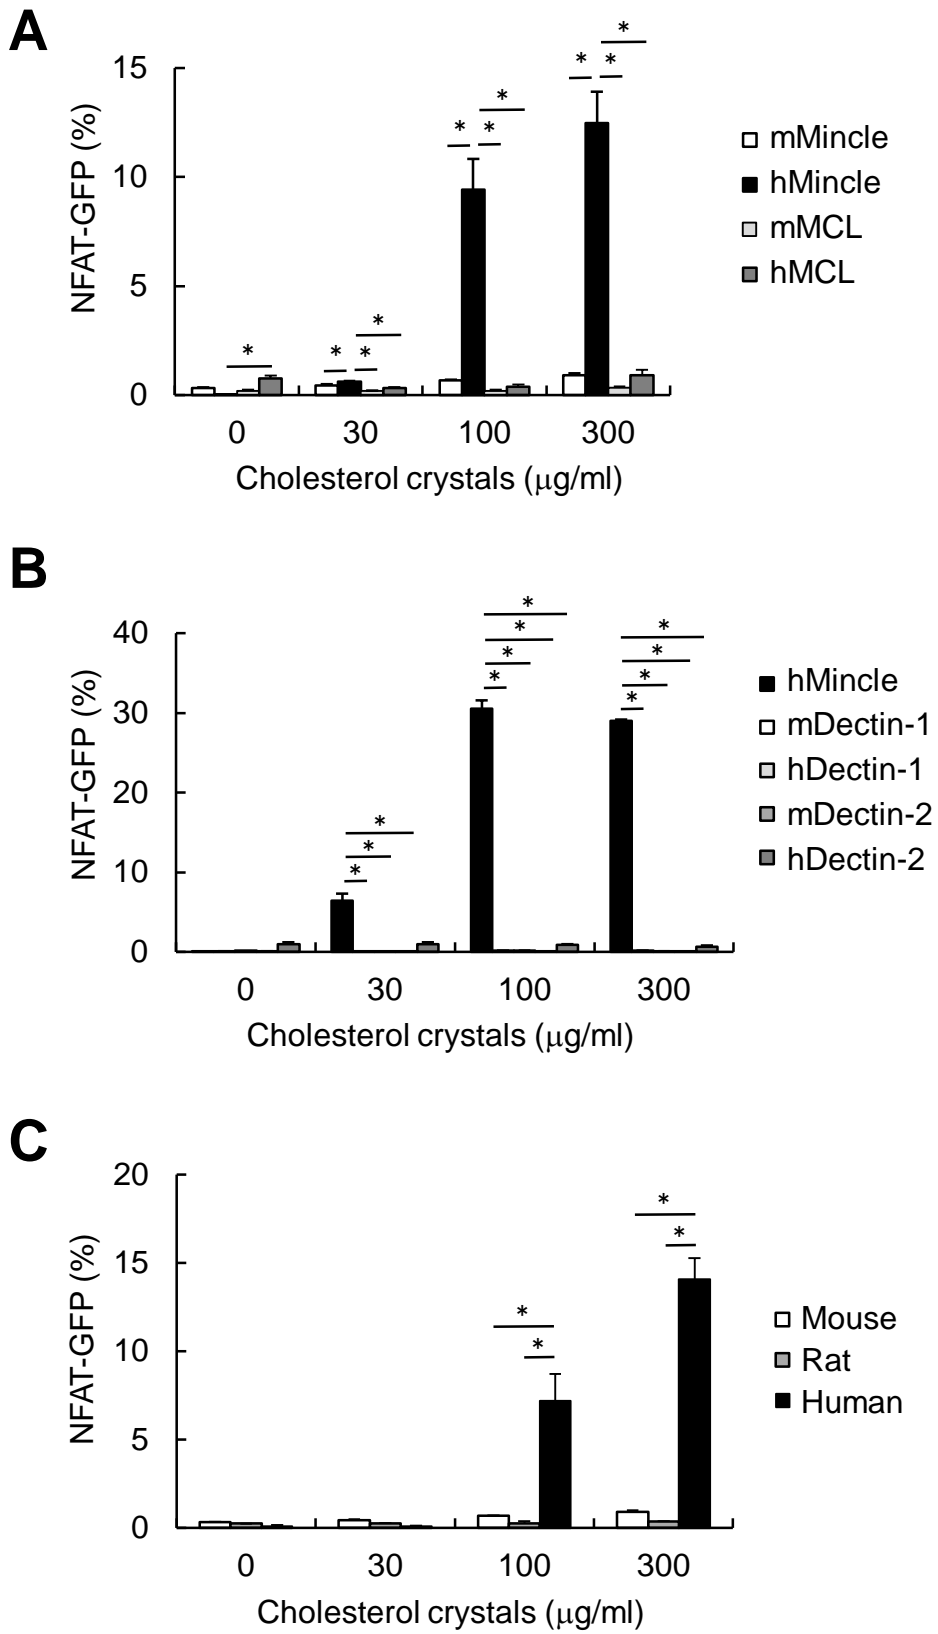 A
* * *
* *
* * *
* *
* *
15
10
5
0
NFAT-GFP (%)
0 30 100 300
Cholesterol crystals (μg/ml)
mMincle
hMincle
mMCL
hMCL
B
*
*
*
*
*
*
*
*
*
*
*
40
30
20
10
0
NFAT-GFP (%)
0 30 100 300
Cholesterol crystals (μg/ml)
hMincle
mDectin-1
hDectin-1
mDectin-2
hDectin-2
C
*
*
*
*
20
15
10
5
0
NFAT-GFP (%)
0 30 100 300
Cholesterol crystals (μg/ml)
Mouse
Rat
Human